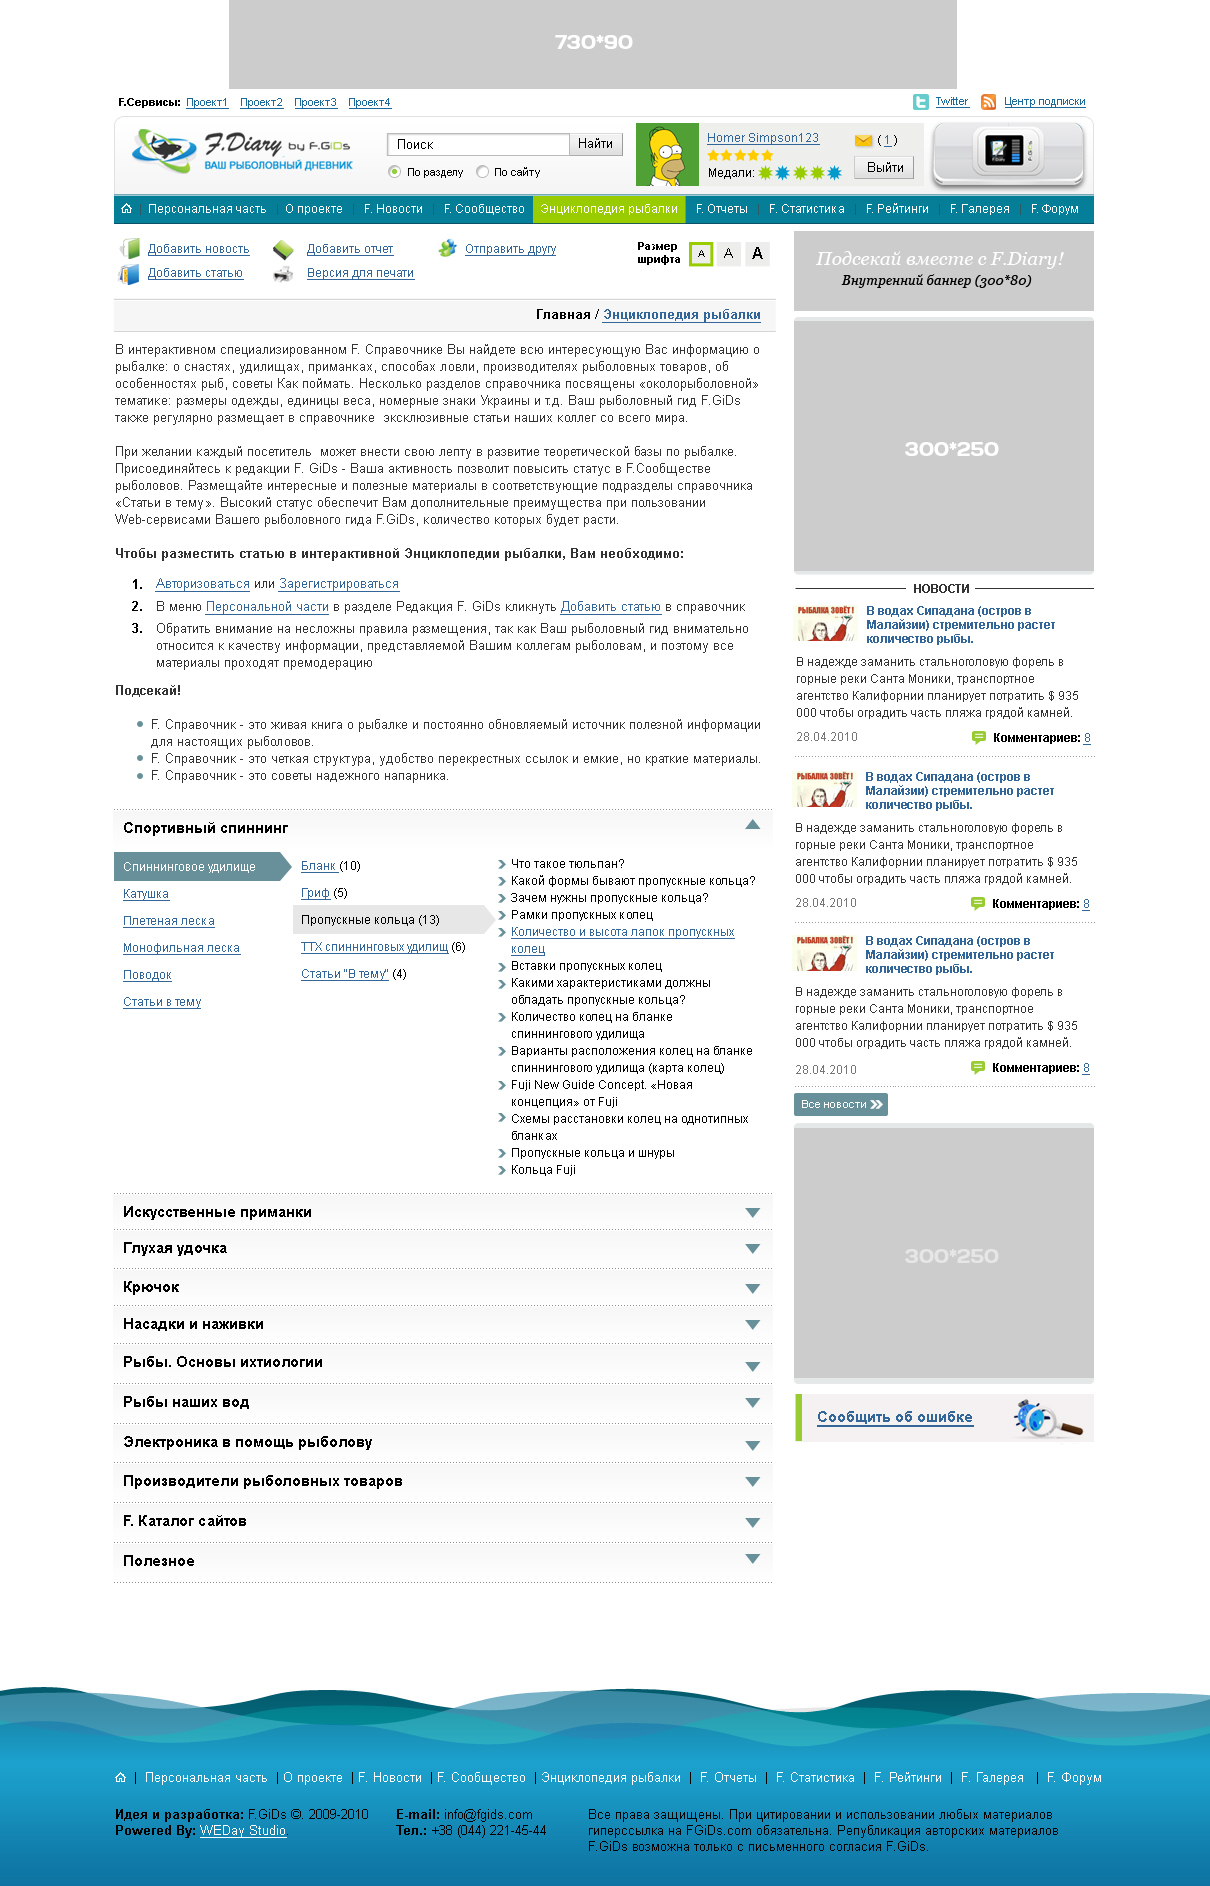 730*90
F.Сервисы: Проект1 Проект2 Проект3 Проект4
Twitter Центр подписки
F.Diary by F.GiDs
ВАШ РЫБОЛОВНЫЙ ДНЕВНИК
Поиск Найти
По разделу По сайту
Homer Simpson123
Медали:
( 1 )
Выйти
Персональная часть О проекте F. Новости F. Сообщество Энциклопедия рыбалки F. Отчеты F. Статистика F. Рейтинги F. Галерея F. Форум
Добавить новость Добавить отчет Отправить другу
Добавить статью Версия для печати
Размер
шрифта
A A A
Главная / Энциклопедия рыбалки
В интерактивном специализированном F. Справочнике Вы найдете всю интересующую Вас информацию о
рыбалке: о снастях, удилищах, приманках, способах ловли, производителях рыболовных товаров, об
особенностях рыб, советы Как поймать. Несколько разделов справочника посвящены «околорыболовной»
тематике: размеры одежды, единицы веса, номерные знаки Украины и т.д. Ваш рыболовный гид F.GiDs
также регулярно размещает в справочнике эксклюзивные статьи наших коллег со всего мира.
При желании каждый посетитель может внести свою лепту в развитие теоретической базы по рыбалке.
Присоединяйтесь к редакции F. GiDs - Ваша активность позволит повысить статус в F.Сообществе
рыболовов. Размещайте интересные и полезные материалы в соответствующие подразделы справочника
«Статьи в тему». Высокий статус обеспечит Вам дополнительные преимущества при пользовании
Web-сервисами Вашего рыболовного гида F.GiDs, количество которых будет расти.
Чтобы разместить статью в интерактивной Энциклопедии рыбалки, Вам необходимо:
1. Авторизоваться или Зарегистрироваться
2. В меню Персональной части в разделе Редакция F. GiDs кликнуть Добавить статью в справочник
3. Обратить внимание на несложны правила размещения, так как Ваш рыболовный гид внимательно
относится к качеству информации, представляемой Вашим коллегам рыболовам, и поэтому все
материалы проходят премодерацию
Подсекай!
F. Справочник - это живая книга о рыбалке и постоянно обновляемый источник полезной информации
для настоящих рыболовов.
F. Справочник - это четкая структура, удобство перекрестных ссылок и емкие, но краткие материалы.
F. Справочник - это советы надежного напарника.
Спортивный спиннинг
Спиннинговое удилище
Катушка
Плетеная леска
Монофильная леска
Поводок
Статьи в тему
Бланк (10)
Гриф (5)
Пропускные кольца (13)
ТТХ спиннинговых удилищ (6)
Статьи "В тему" (4)
Что такое тюльпан?
Какой формы бывают пропускные кольца?
Зачем нужны пропускные кольца?
Рамки пропускных колец
Количество и высота лапок пропускных
колец
Вставки пропускных колец
Какими характеристиками должны
обладать пропускные кольца?
Количество колец на бланке
спиннингового удилища
Варианты расположения колец на бланке
спиннингового удилища (карта колец)
Fuji New Guide Concept. «Новая
концепция» от Fuji
Схемы расстановки колец на однотипных
бланках
Пропускные кольца и шнуры
Кольца Fuji
Искусственные приманки
Глухая удочка
Крючок
Насадки и наживки
Рыбы. Основы ихтиологии
Рыбы наших вод
Электроника в помощь рыболову
Производители рыболовных товаров
F. Каталог сайтов
Полезное
Подсекай вместе с F.Diary!
Внутренний баннер (300*80)
300*250
НОВОСТИ
РЫБАЛКА ЗОВЁТ!
В водах Сипадана (остров в
Малайзии) стремительно растет
количество рыбы.
В надежде заманить стальноголовую форель в
горные реки Санта Моники, транспортное
агентство Калифорнии планирует потратить $ 935
000 чтобы оградить часть пляжа грядой камней.
28.04.2010 Комментариев: 8
РЫБАЛКА ЗОВЁТ!
В водах Сипадана (остров в
Малайзии) стремительно растет
количество рыбы.
В надежде заманить стальноголовую форель в
горные реки Санта Моники, транспортное
агентство Калифорнии планирует потратить $ 935
000 чтобы оградить часть пляжа грядой камней.
28.04.2010 Комментариев: 8
РЫБАЛКА ЗОВЁТ!
В водах Сипадана (остров в
Малайзии) стремительно растет
количество рыбы.
В надежде заманить стальноголовую форель в
горные реки Санта Моники, транспортное
агентство Калифорнии планирует потратить $ 935
000 чтобы оградить часть пляжа грядой камней.
28.04.2010 Комментариев: 8
Все новости
300*250
Сообщить об ошибке
Персональная часть О проекте F. Новости F. Сообщество Энциклопедия рыбалки F. Отчеты F. Статистика F. Рейтинги F. Галерея F. Форум
Идея и разработка: F.GiDs ©. 2009-2010
Powered By: WEDay Studio
E-mail: info@fgids.com
Тел.: +38 (044) 221-45-44
Все права защищены. При цитировании и использовании любых материалов
гиперссылка на FGiDs.com обязательна. Републикация авторских материалов
F.GiDs возможна только с письменного согласия F.GiDs.